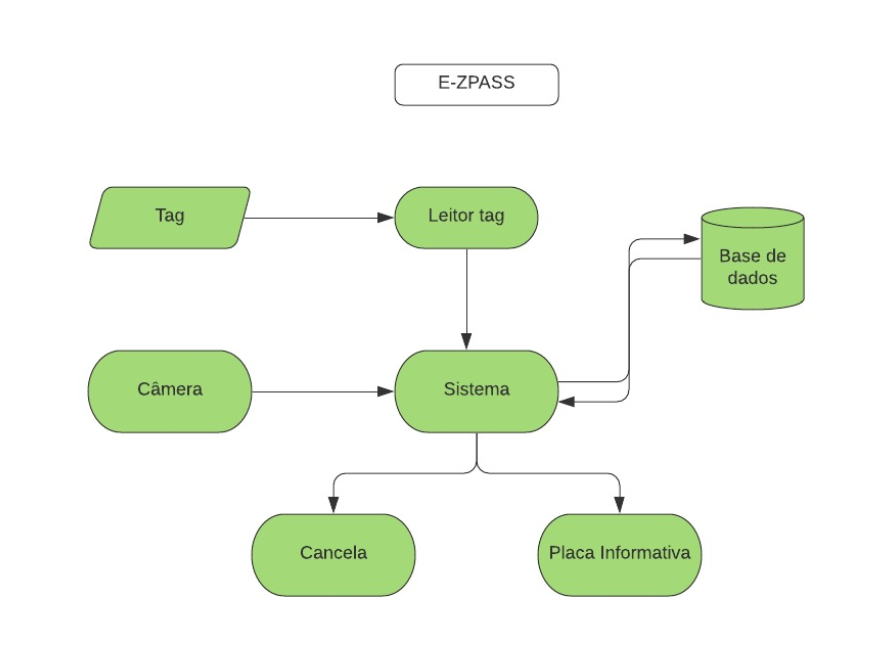 E-ZPASS
Tag
Leitor tag
Base de
dados
Câmera
Sistema
Cancela
Placa Informativa